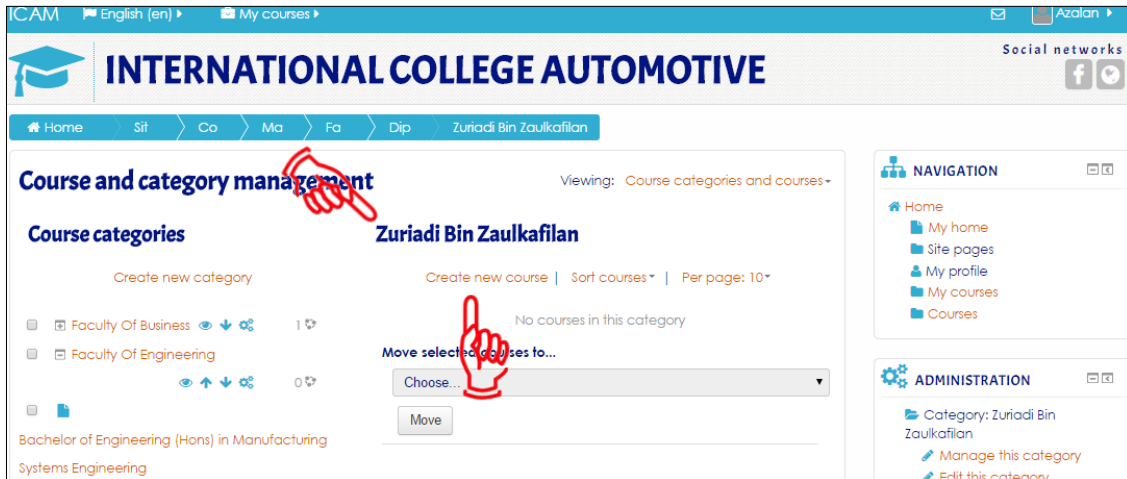 ICAM English (en) My courses Azalan
INTERNATIONAL COLLEGE AUTOMOTIVE
Social networks
Home Sit Co Ma Fa Dip Zuriadi Bin Zaulkafilan
Course and category management
Viewing: Course categories and courses
Course categories
Create new category
Faculty Of Business 1
Faculty Of Engineering
0
Bachelor of Engineering (Hons) in Manufacturing
Systems Engineering
Zuriadi Bin Zaulkafilan
Create new course | Sort courses | Per page: 10
No courses in this category
Move selected courses to...
Choose...
Move
NAVIGATION
Home
My home
Site pages
My profile
My courses
Courses
ADMINISTRATION
Category: Zuriadi Bin
Zaulkafilan
Manage this category
Edit this category